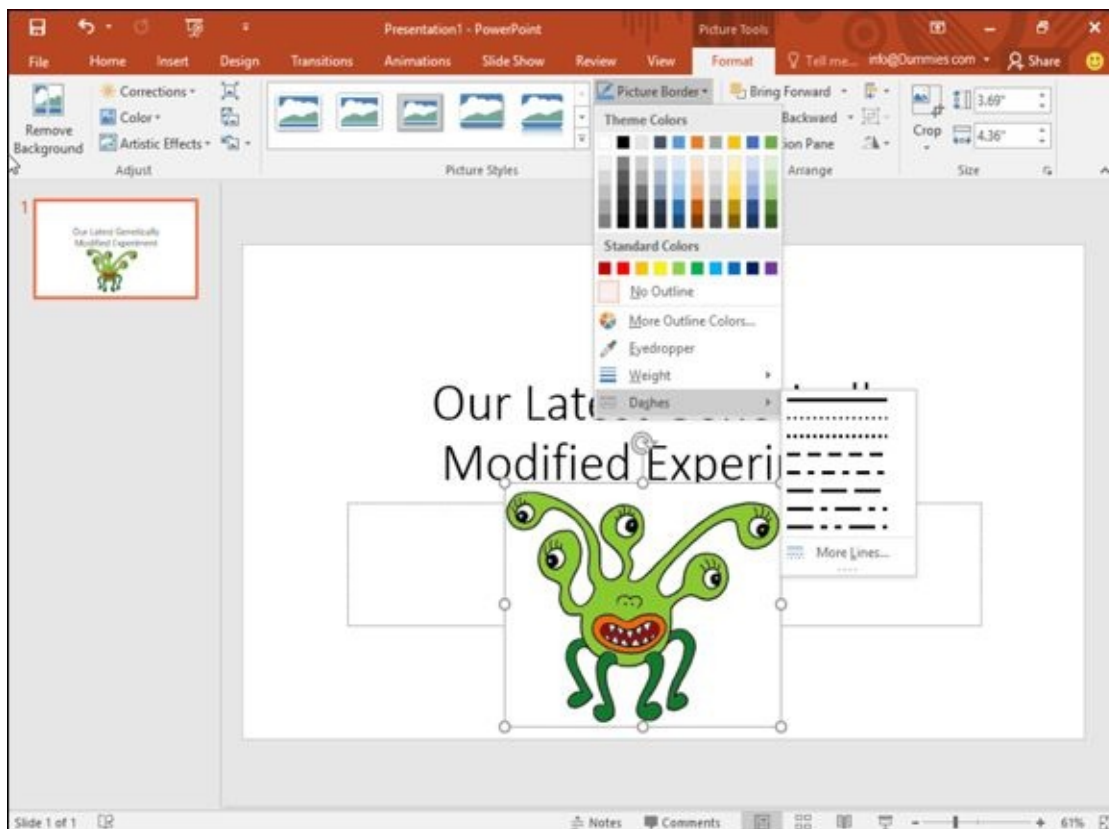 Presentation1 - PowerPoint
Picture Tools
File Home Insert Design Transitions Animations Slide Show Review View Format Tell me... info@Dummies.com Share
Remove Background
Corrections
Color
Artistic Effects
Adjust
Picture Styles
Picture Border
Bring Forward
Backward
ion Pane
Arrange
Crop
3.69"
4.36"
Size
Theme Colors
Standard Colors
No Outline
More Outline Colors...
Eyedropper
Weight
Dashes
More Lines...
1
Our Latest Genetically
Modified Experiment
Our Late
Modified Experi
Slide 1 of 1
Notes
Comments
61%